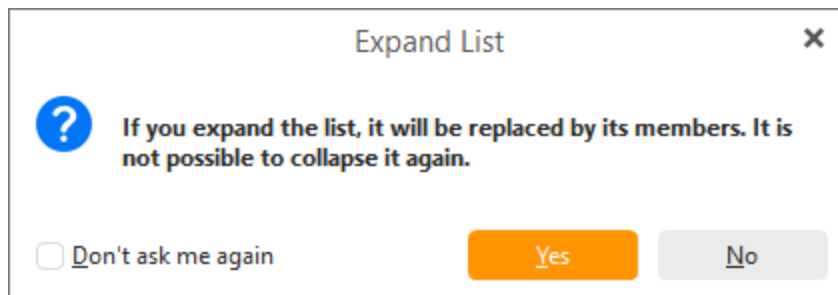 Expand List
If you expand the list, it will be replaced by its members. It is
not possible to collapse it again.
Don't ask me again
Yes
No